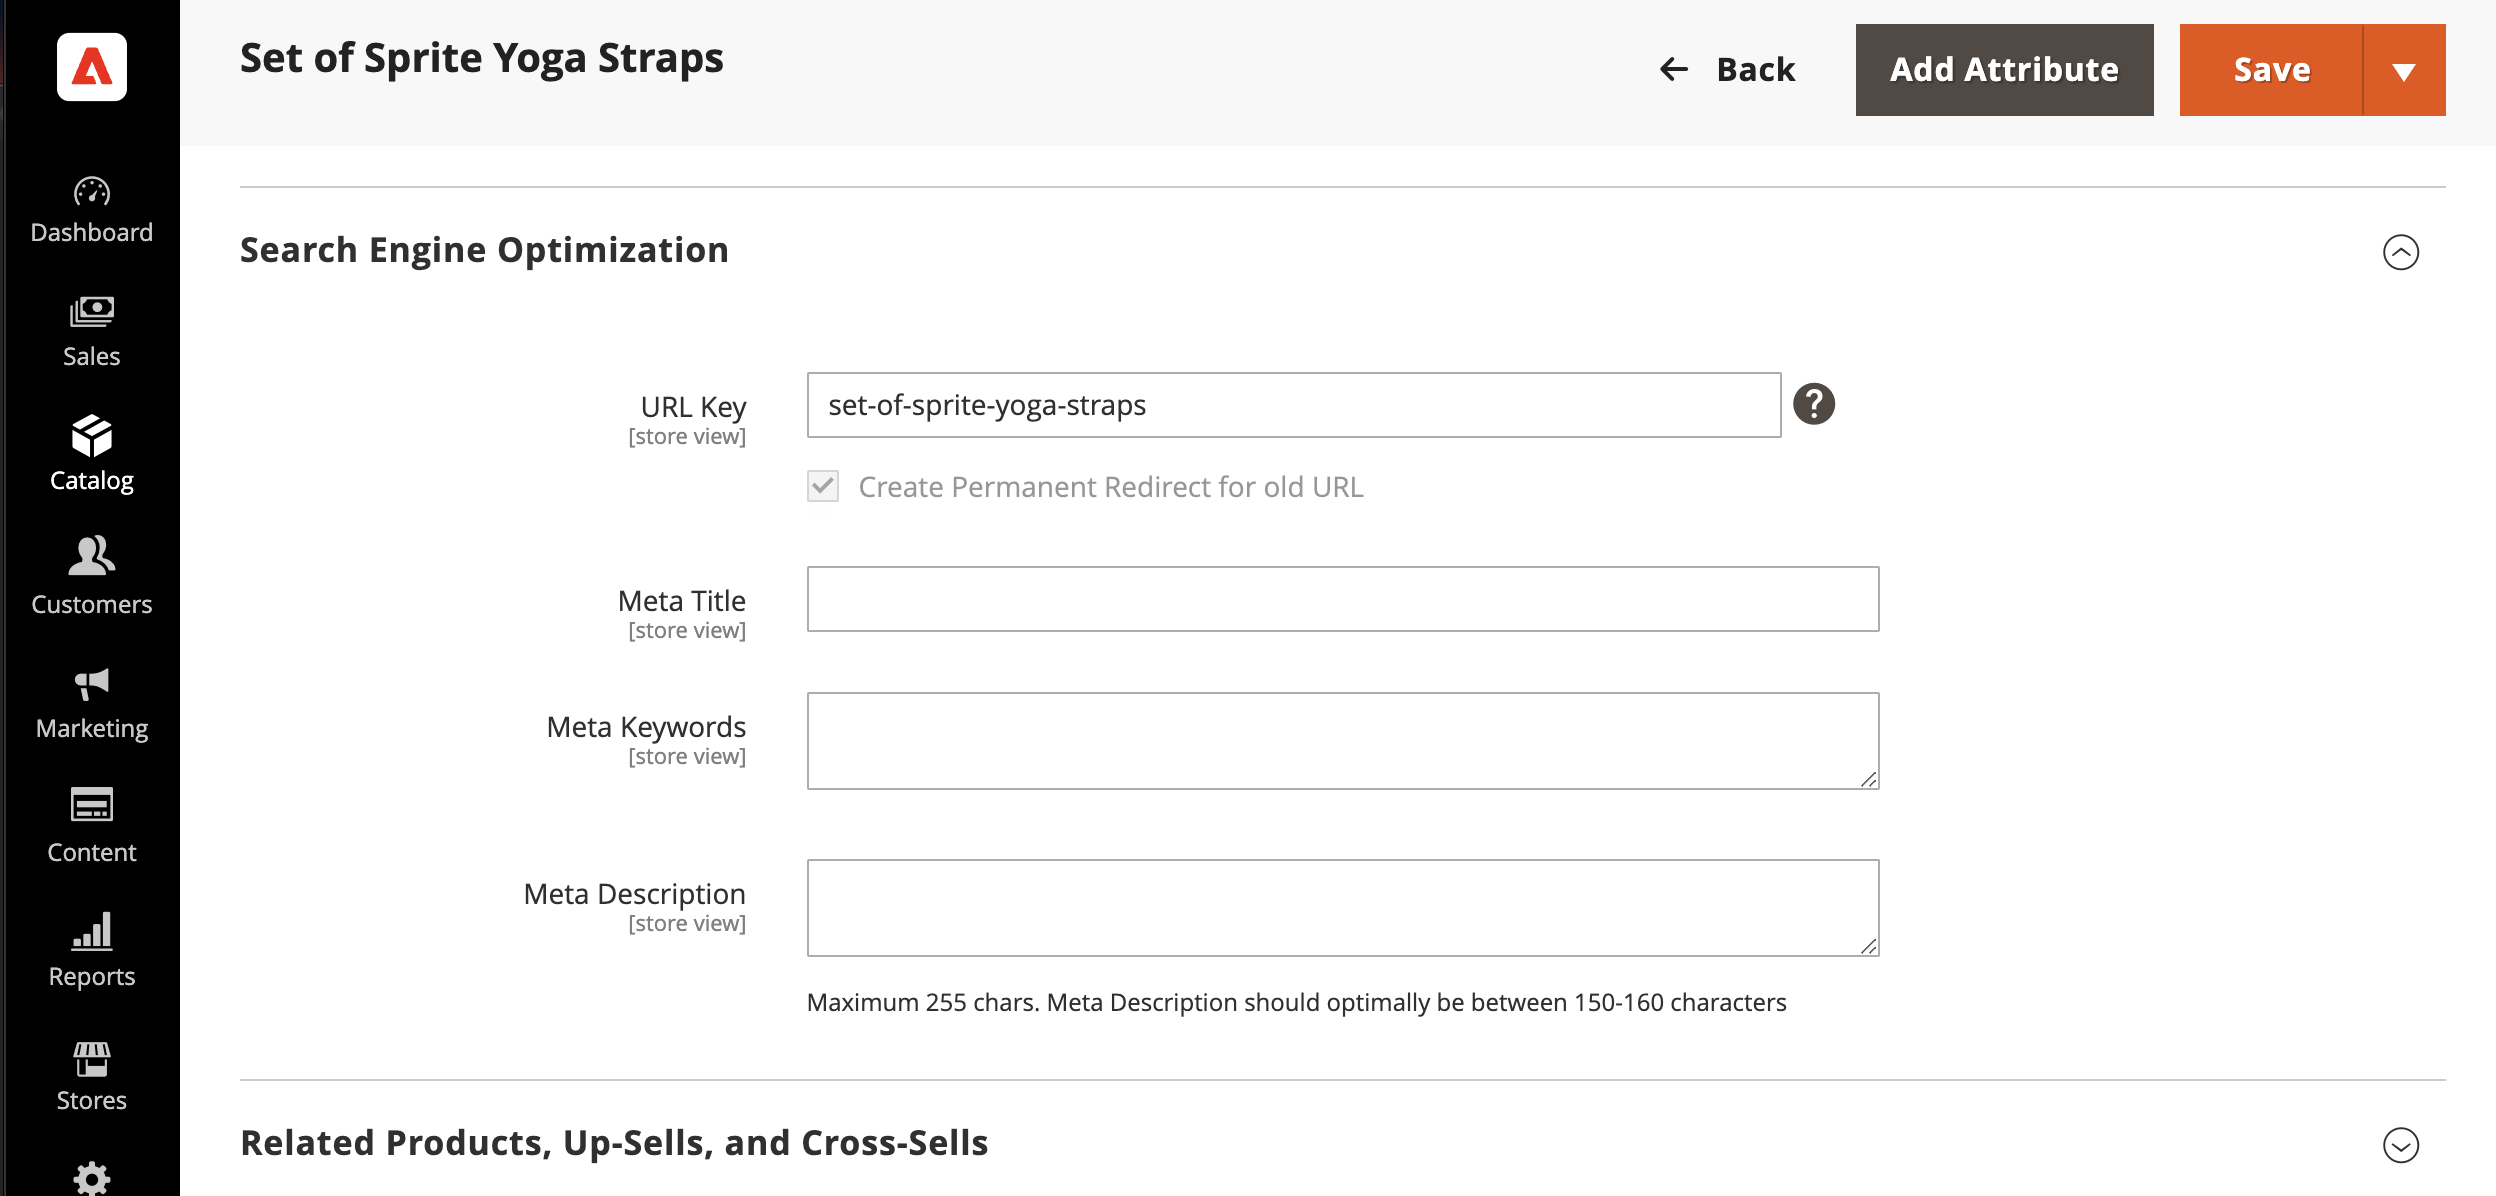 Set of Sprite Yoga Straps
Back
Add Attribute
Save
Dashboard
Sales
Catalog
Customers
Marketing
Content
Reports
Stores
Search Engine Optimization
URL Key
[store view]
set-of-sprite-yoga-straps
?
Create Permanent Redirect for old URL
Meta Title
[store view]
Meta Keywords
[store view]
Meta Description
[store view]
Maximum 255 chars. Meta Description should optimally be between 150-160 characters
Related Products, Up-Sells, and Cross-Sells